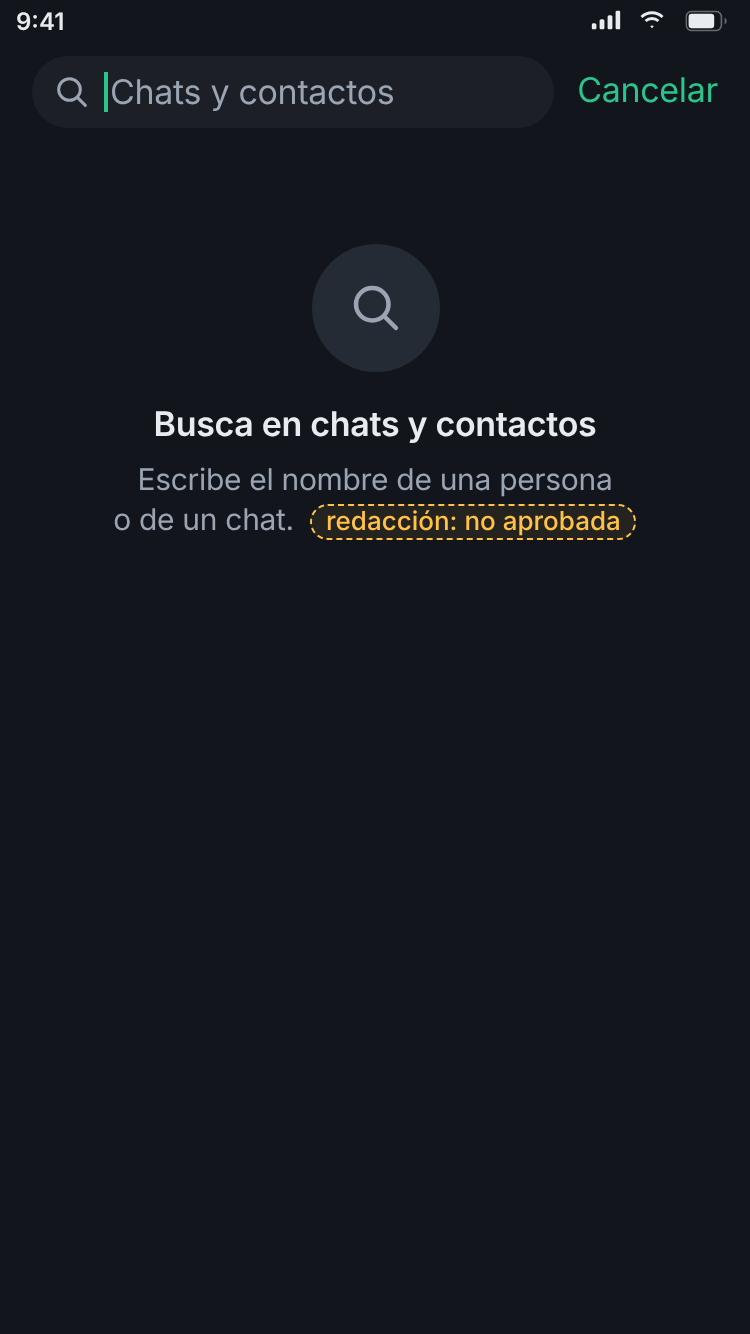 9:41
Chats y contactos
Cancelar
Busca en chats y contactos
Escribe el nombre de una persona
o de un chat. redacción: no aprobada